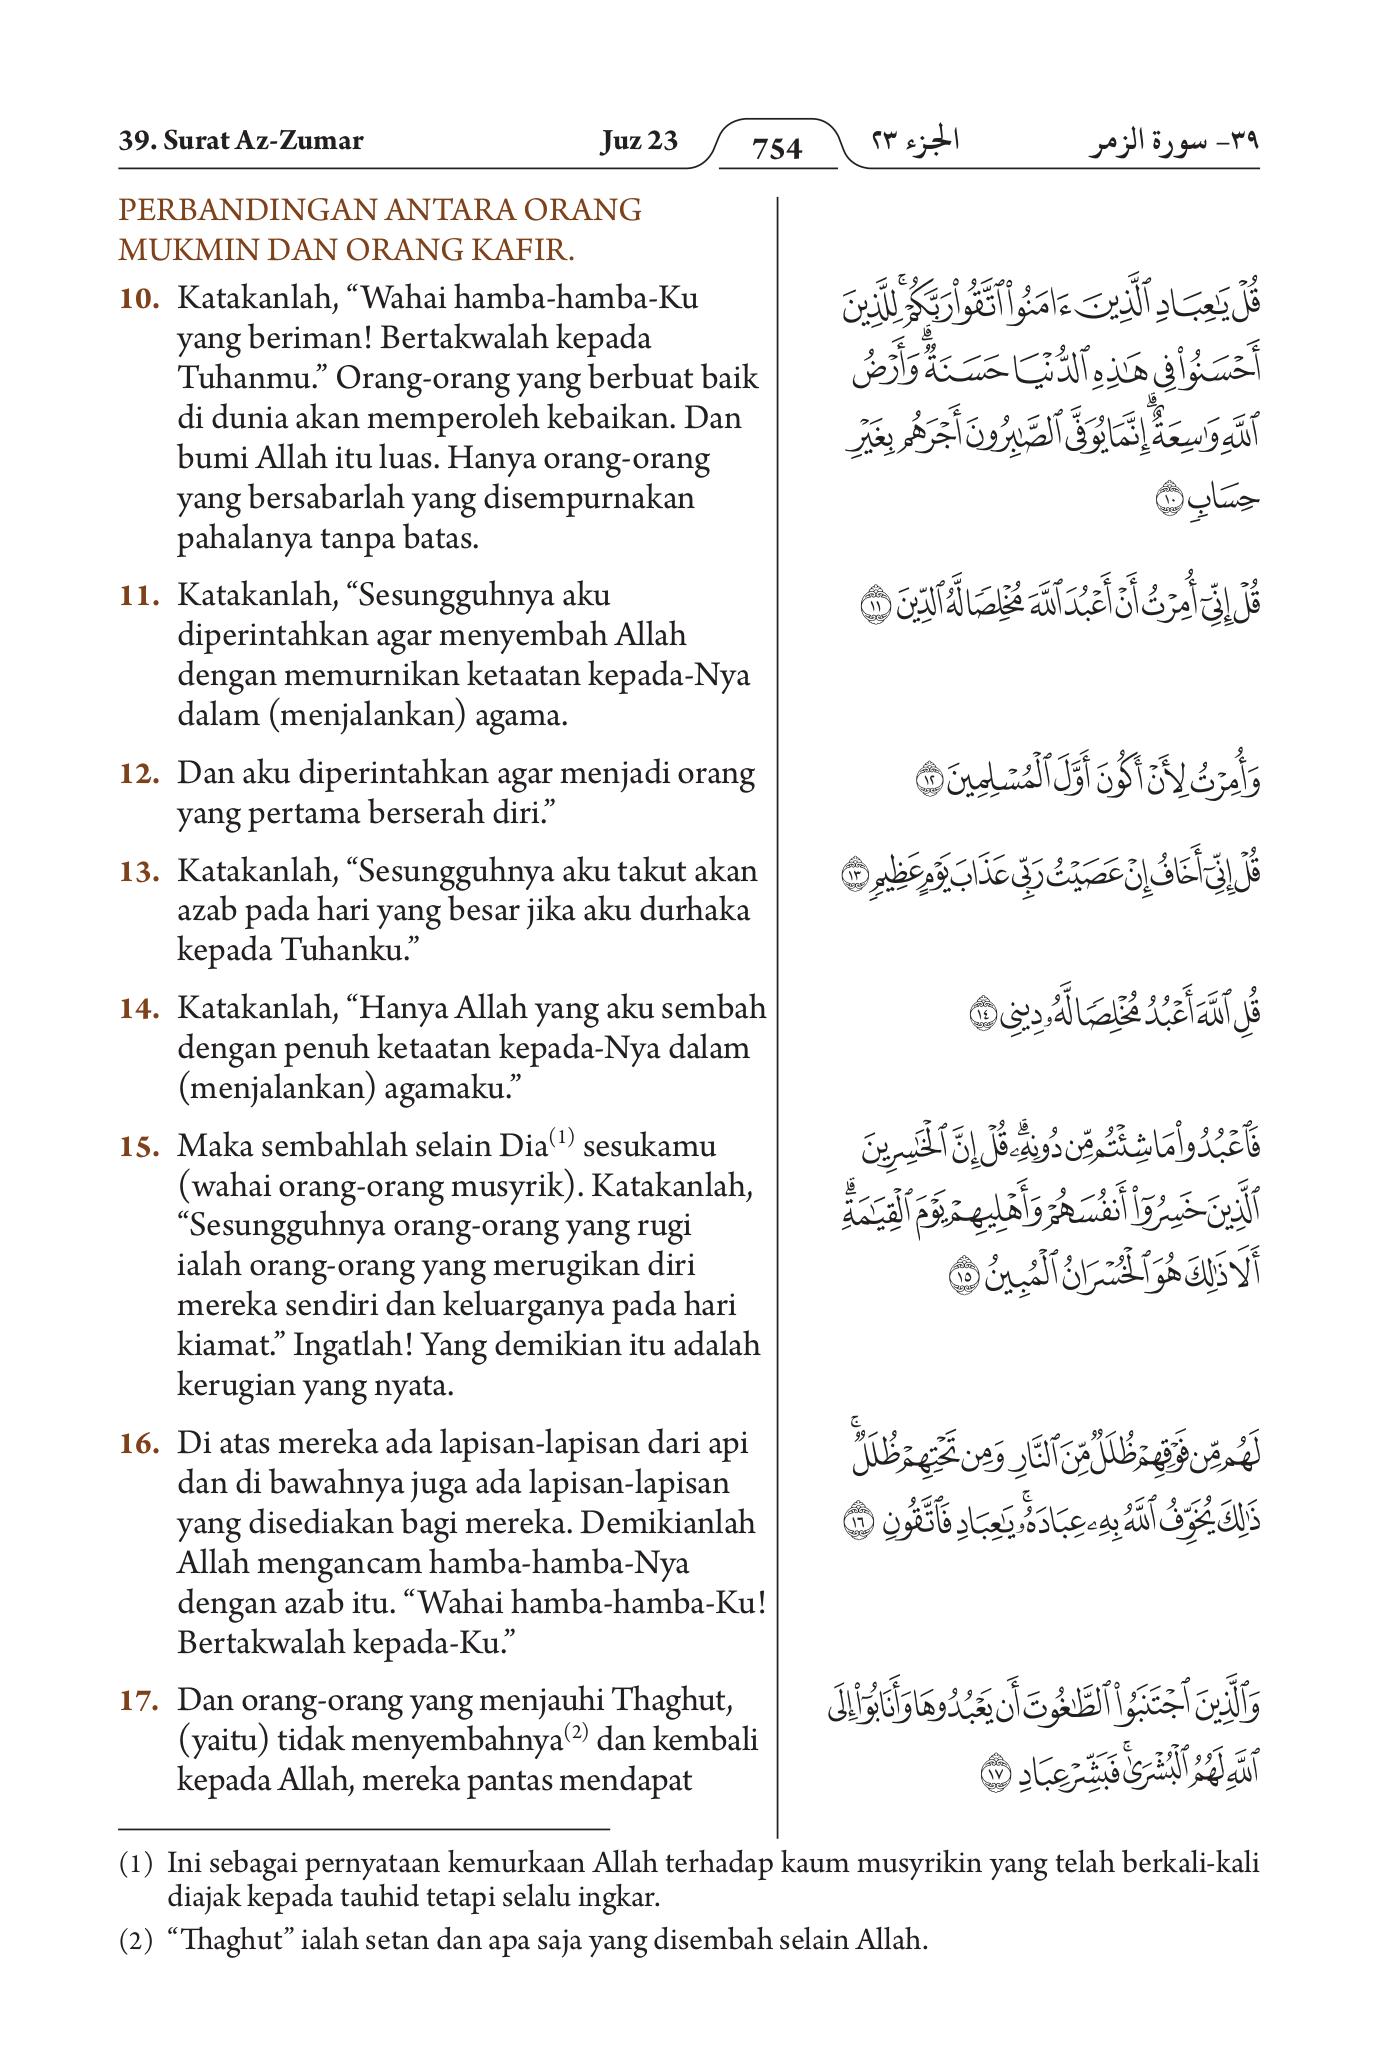 39. Surat Az-Zumar Juz 23 754 الجزء ٢٣ ٣٩- سورة الزمر
PERBANDINGAN ANTARA ORANG
MUKMIN DAN ORANG KAFIR.
10. Katakanlah, “Wahai hamba-hamba-Ku
yang beriman! Bertakwalah kepada
Tuhanmu.” Orang-orang yang berbuat baik
di dunia akan memperoleh kebaikan. Dan
bumi Allah itu luas. Hanya orang-orang
yang bersabarlah yang disempurnakan
pahalanya tanpa batas.
11. Katakanlah, “Sesungguhnya aku
diperintahkan agar menyembah Allah
dengan memurnikan ketaatan kepada-Nya
dalam (menjalankan) agama.
12. Dan aku diperintahkan agar menjadi orang
yang pertama berserah diri.”
13. Katakanlah, “Sesungguhnya aku takut akan
azab pada hari yang besar jika aku durhaka
kepada Tuhanku.”
14. Katakanlah, “Hanya Allah yang aku sembah
dengan penuh ketaatan kepada-Nya dalam
(menjalankan) agamaku.”
15. Maka sembahlah selain Dia(1) sesukamu
(wahai orang-orang musyrik). Katakanlah,
“Sesungguhnya orang-orang yang rugi
ialah orang-orang yang merugikan diri
mereka sendiri dan keluarganya pada hari
kiamat.” Ingatlah! Yang demikian itu adalah
kerugian yang nyata.
16. Di atas mereka ada lapisan-lapisan dari api
dan di bawahnya juga ada lapisan-lapisan
yang disediakan bagi mereka. Demikianlah
Allah mengancam hamba-hamba-Nya
dengan azab itu. “Wahai hamba-hamba-Ku!
Bertakwalah kepada-Ku.”
17. Dan orang-orang yang menjauhi Thaghut,
(yaitu) tidak menyembahnya(2) dan kembali
kepada Allah, mereka pantas mendapat
قُلۡ يَٰعِبَادِ ٱلَّذِينَ ءَامَنُواْ ٱتَّقُواْ رَبَّكُمۡۚ لِلَّذِينَ
أَحۡسَنُواْ فِي هَٰذِهِ ٱلدُّنۡيَا حَسَنَةٞۗ وَأَرۡضُ
ٱللَّهِ وَٰسِعَةٌۗ إِنَّمَا يُوَفَّى ٱلصَّٰبِرُونَ أَجۡرَهُم بِغَيۡرِ
حِسَابٖ ١٠
قُلۡ إِنِّيٓ أُمِرۡتُ أَنۡ أَعۡبُدَ ٱللَّهَ مُخۡلِصٗا لَّهُ ٱلدِّينَ ١١
وَأُمِرۡتُ لِأَنۡ أَكُونَ أَوَّلَ ٱلۡمُسۡلِمِينَ ١٢
قُلۡ إِنِّيٓ أَخَافُ إِنۡ عَصَيۡتُ رَبِّي عَذَابَ يَوۡمٍ عَظِيمٖ ١٣
قُلِ ٱللَّهَ أَعۡبُدُ مُخۡلِصٗا لَّهُۥ دِينِي ١٤
فَٱعۡبُدُواْ مَا شِئۡتُم مِّن دُونِهِۦۗ قُلۡ إِنَّ ٱلۡخَٰسِرِينَ
ٱلَّذِينَ خَسِرُوٓاْ أَنفُسَهُمۡ وَأَهۡلِيهِمۡ يَوۡمَ ٱلۡقِيَٰمَةِۗ
أَلَا ذَٰلِكَ هُوَ ٱلۡخُسۡرَانُ ٱلۡمُبِينُ ١٥
لَهُم مِّن فَوۡقِهِمۡ ظُلَلٞ مِّنَ ٱلنَّارِ وَمِن تَحۡتِهِمۡ ظُلَلٞۚ
ذَٰلِكَ يُخَوِّفُ ٱللَّهُ بِهِۦ عِبَادَهُۥۚ يَٰعِبَادِ فَٱتَّقُونِ ١٦
وَٱلَّذِينَ ٱجۡتَنَبُواْ ٱلطَّٰغُوتَ أَن يَعۡبُدُوهَا وَأَنَابُوٓاْ إِلَى
ٱللَّهِ لَهُمُ ٱلۡبُشۡرَىٰۚ فَبَشِّرۡ عِبَادِ ١٧
(1) Ini sebagai pernyataan kemurkaan Allah terhadap kaum musyrikin yang telah berkali-kali
diajak kepada tauhid tetapi selalu ingkar.
(2) “Thaghut” ialah setan dan apa saja yang disembah selain Allah.